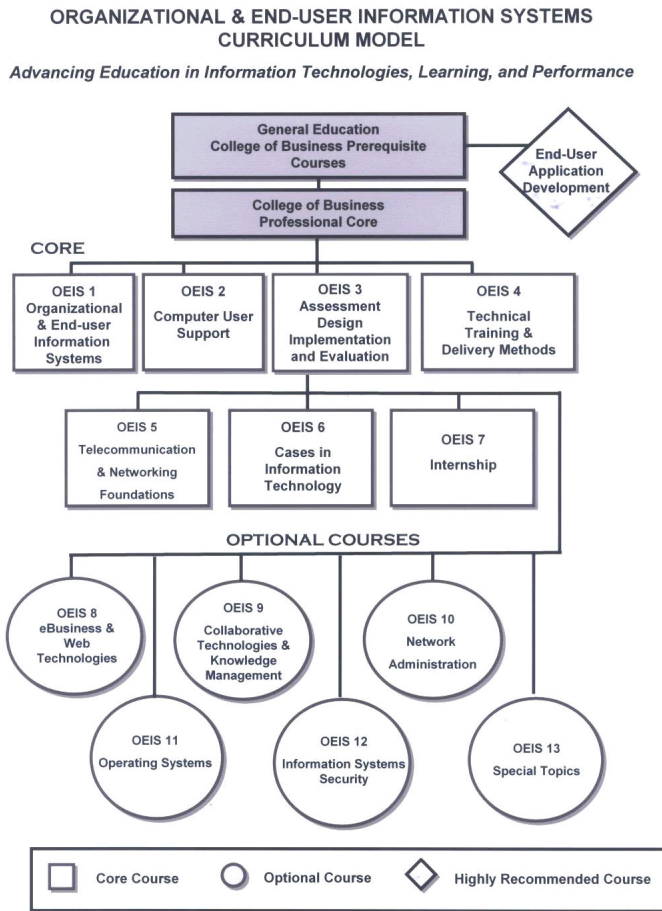 ORGANIZATIONAL & END-USER INFORMATION SYSTEMS
CURRICULUM MODEL
Advancing Education in Information Technologies, Learning, and Performance
General Education
College of Business Prerequisite
Courses
End-User
Application
Development
College of Business
Professional Core
CORE
OEIS 1
Organizational
& End-user
Information
Systems
OEIS 2
Computer User
Support
OEIS 3
Assessment
Design
Implementation
and Evaluation
OEIS 4
Technical
Training &
Delivery Methods
OEIS 5
Telecommunication
& Networking
Foundations
OEIS 6
Cases in
Information
Technology
OEIS 7
Internship
OPTIONAL COURSES
OEIS 8
eBusiness &
Web
Technologies
OEIS 9
Collaborative
Technologies &
Knowledge
Management
OEIS 10
Network
Administration
OEIS 11
Operating Systems
OEIS 12
Information Systems
Security
OEIS 13
Special Topics
Core Course
Optional Course
Highly Recommended Course